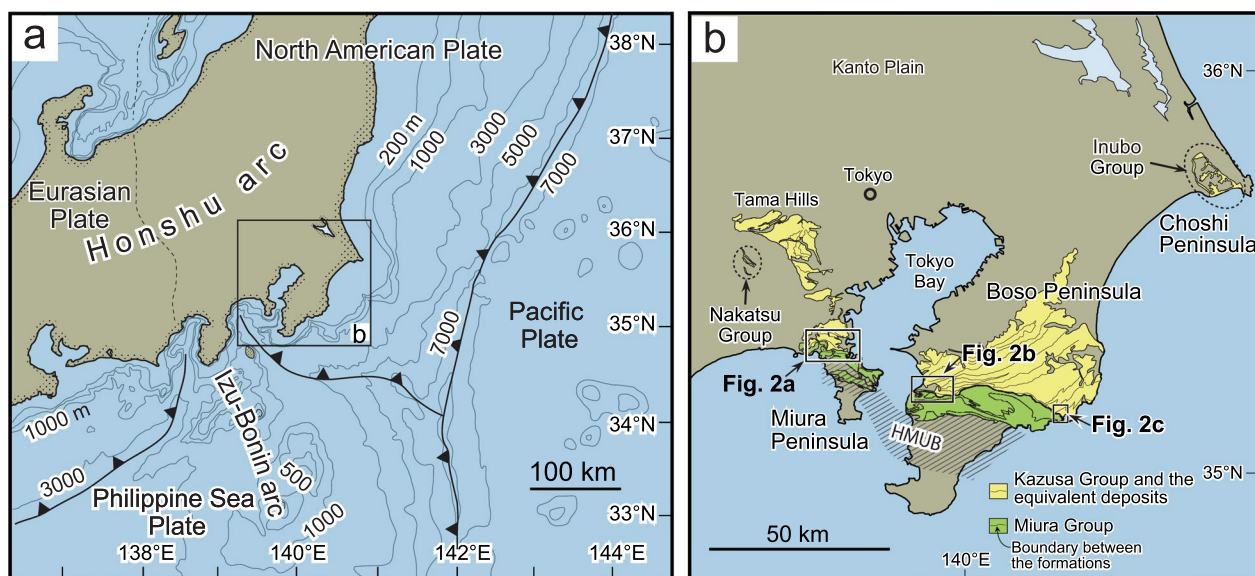 a
North American Plate
38°N
37°N
36°N
35°N
34°N
33°N
200 m
1000
3000
5000
7000
Eurasian
Plate
Honshu arc
b
7000
Pacific
Plate
Izu-Bonin arc
1000 m
3000
500
1000
100 km
Philippine Sea
Plate
138°E
140°E
142°E
144°E
b
Kanto Plain
36°N
Inubo
Group
Tokyo
Tama Hills
Choshi
Peninsula
Tokyo
Bay
Nakatsu
Group
Boso Peninsula
Fig. 2b
Fig. 2a
Miura
Peninsula
HMUB
Fig. 2c
35°N
Kazusa Group and the
equivalent deposits
Miura Group
Boundary between
the formations
50 km
140°E